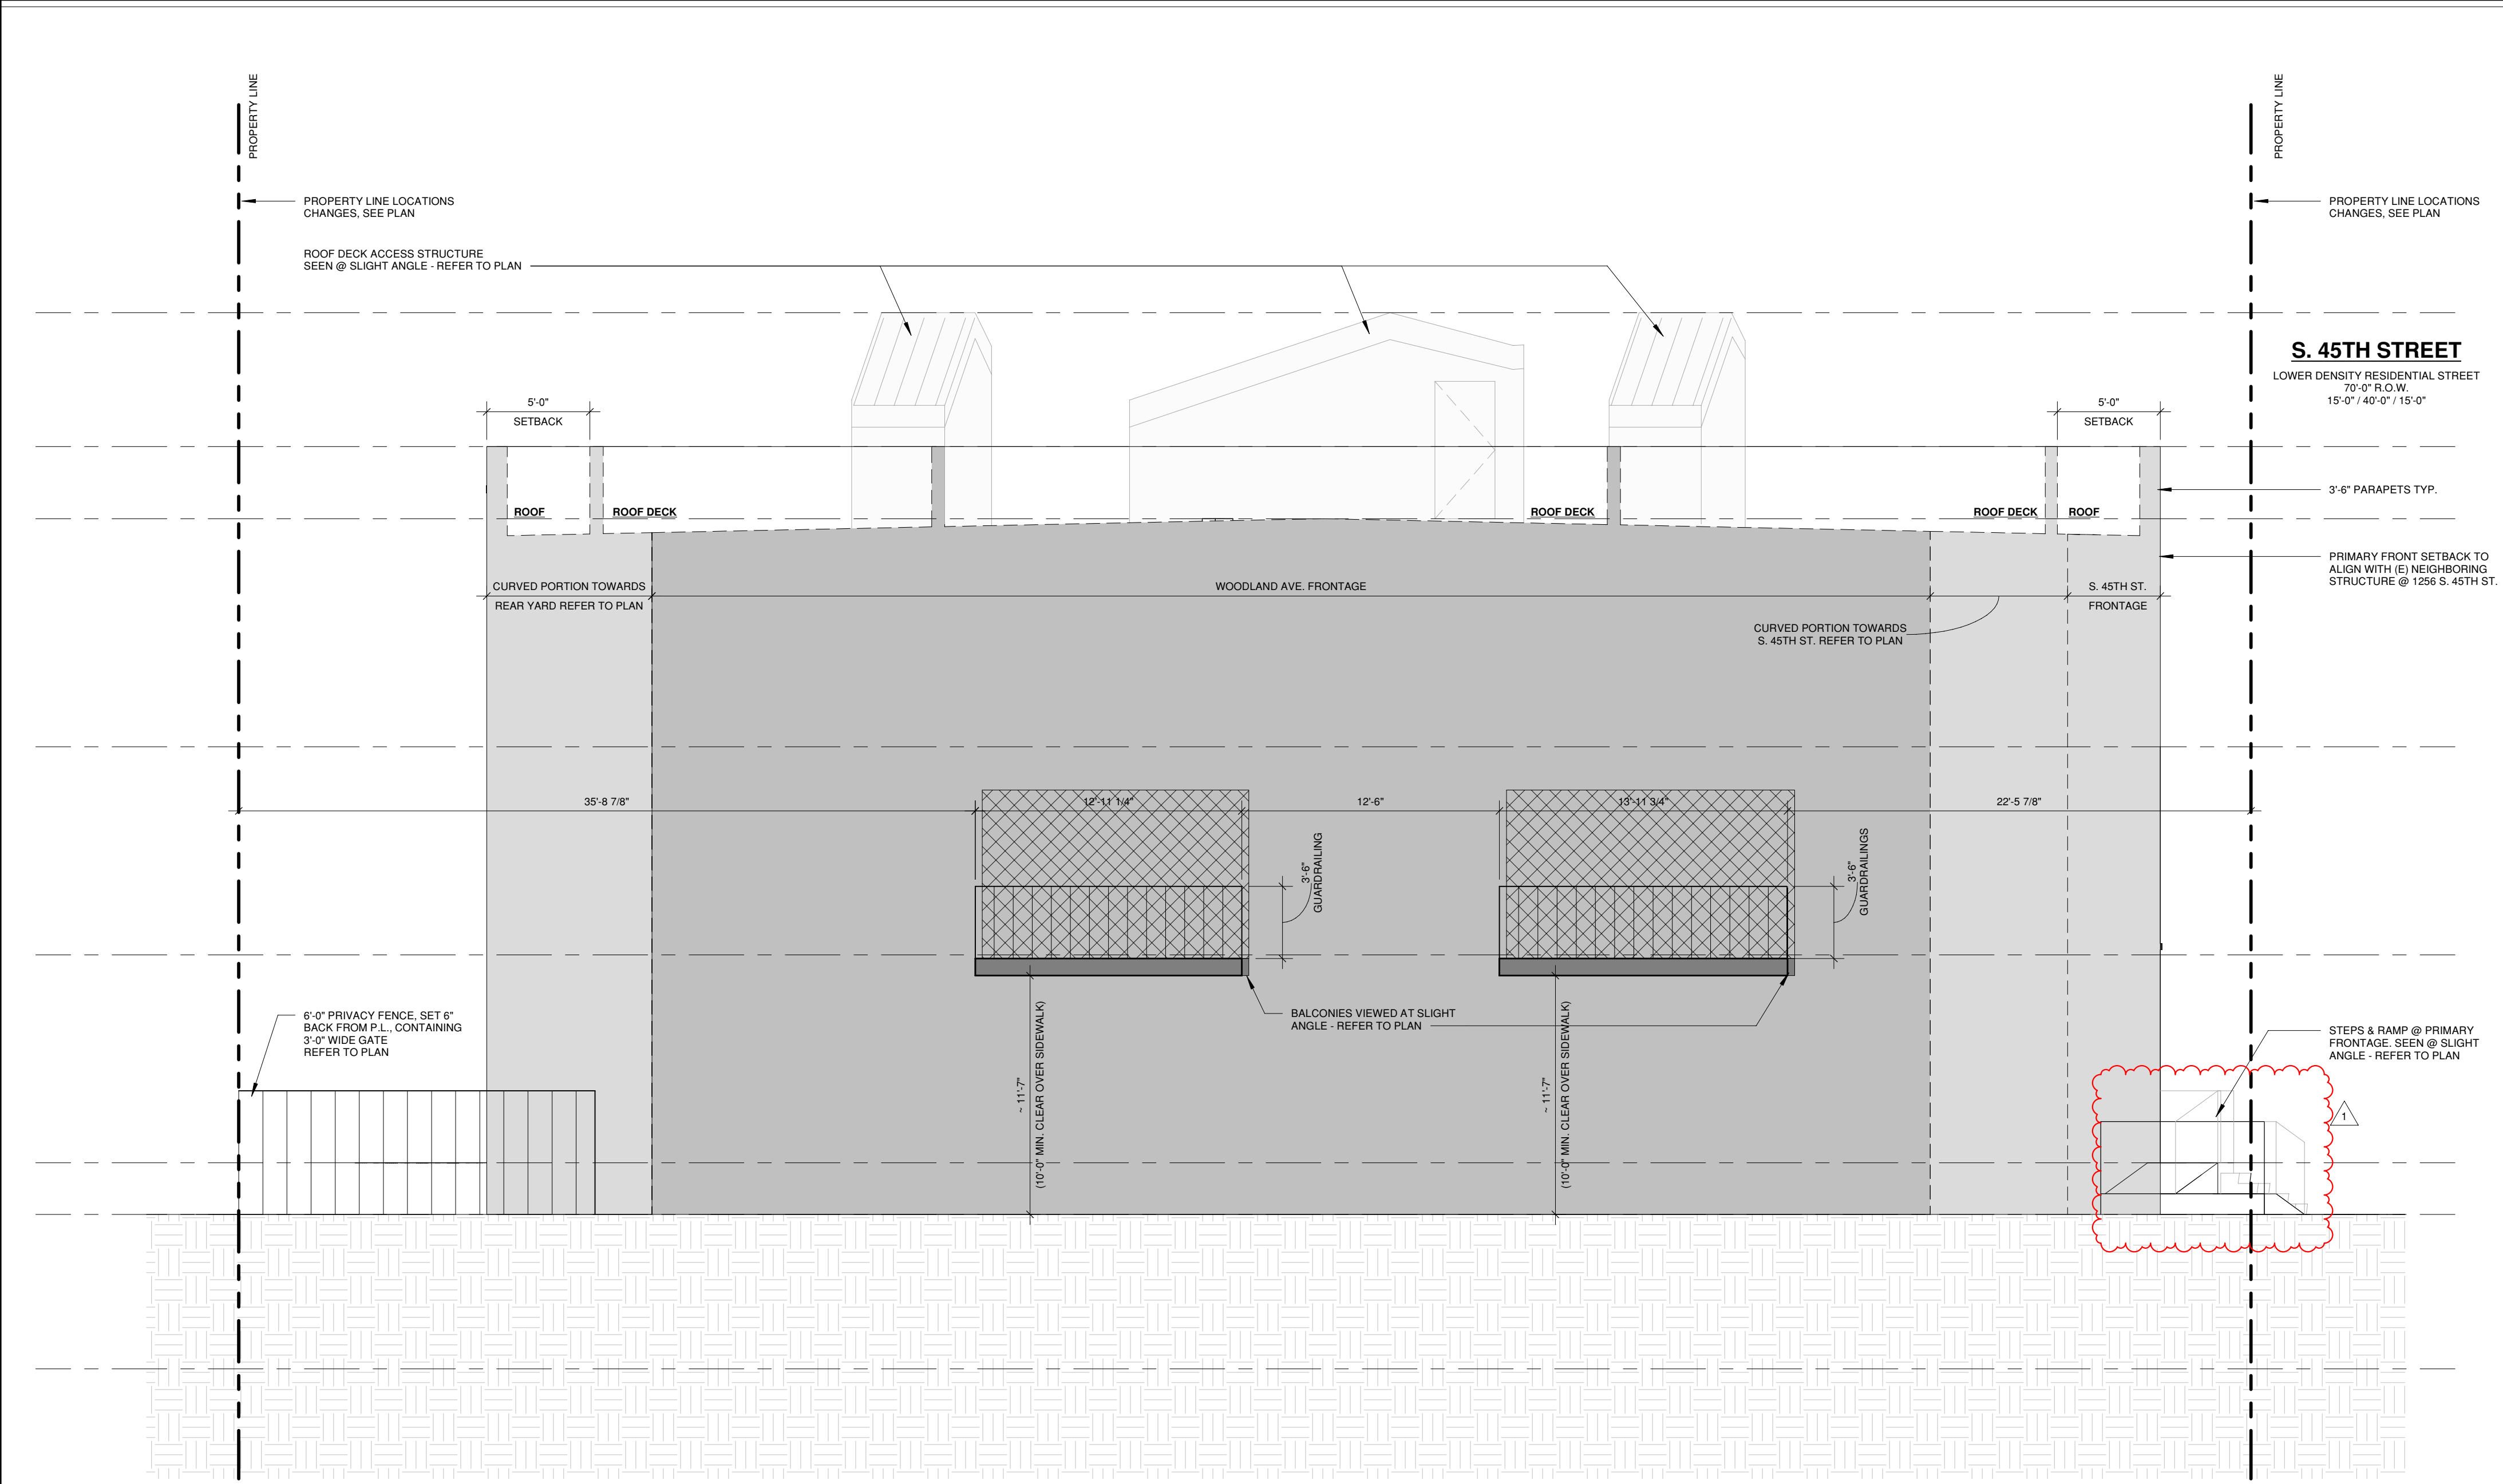 PROPERTY LINE
PROPERTY LINE
PROPERTY LINE LOCATIONS
CHANGES, SEE PLAN
PROPERTY LINE LOCATIONS
CHANGES, SEE PLAN
ROOF DECK ACCESS STRUCTURE
SEEN @ SLIGHT ANGLE - REFER TO PLAN
S. 45TH STREET
LOWER DENSITY RESIDENTIAL STREET
70'-0" R.O.W.
15'-0" / 40'-0" / 15'-0"
5'-0"
SETBACK
5'-0"
SETBACK
3'-6" PARAPETS TYP.
ROOF
ROOF DECK
ROOF DECK
ROOF DECK
ROOF
PRIMARY FRONT SETBACK TO
ALIGN WITH (E) NEIGHBORING
STRUCTURE @ 1256 S. 45TH ST.
CURVED PORTION TOWARDS
REAR YARD REFER TO PLAN
WOODLAND AVE. FRONTAGE
S. 45TH ST.
FRONTAGE
CURVED PORTION TOWARDS
S. 45TH ST. REFER TO PLAN
35'-8 7/8"
12'-11 1/4"
12'-6"
13'-11 3/4"
22'-5 7/8"
3'-6"
GUARDRAILING
3'-6"
GUARDRAILINGS
6'-0" PRIVACY FENCE, SET 6"
BACK FROM P.L., CONTAINING
3'-0" WIDE GATE
REFER TO PLAN
BALCONIES VIEWED AT SLIGHT
ANGLE - REFER TO PLAN
~ 11'-7"
(10'-0" MIN. CLEAR OVER SIDEWALK)
~ 11'-7"
(10'-0" MIN. CLEAR OVER SIDEWALK)
STEPS & RAMP @ PRIMARY
FRONTAGE. SEEN @ SLIGHT
ANGLE - REFER TO PLAN
1